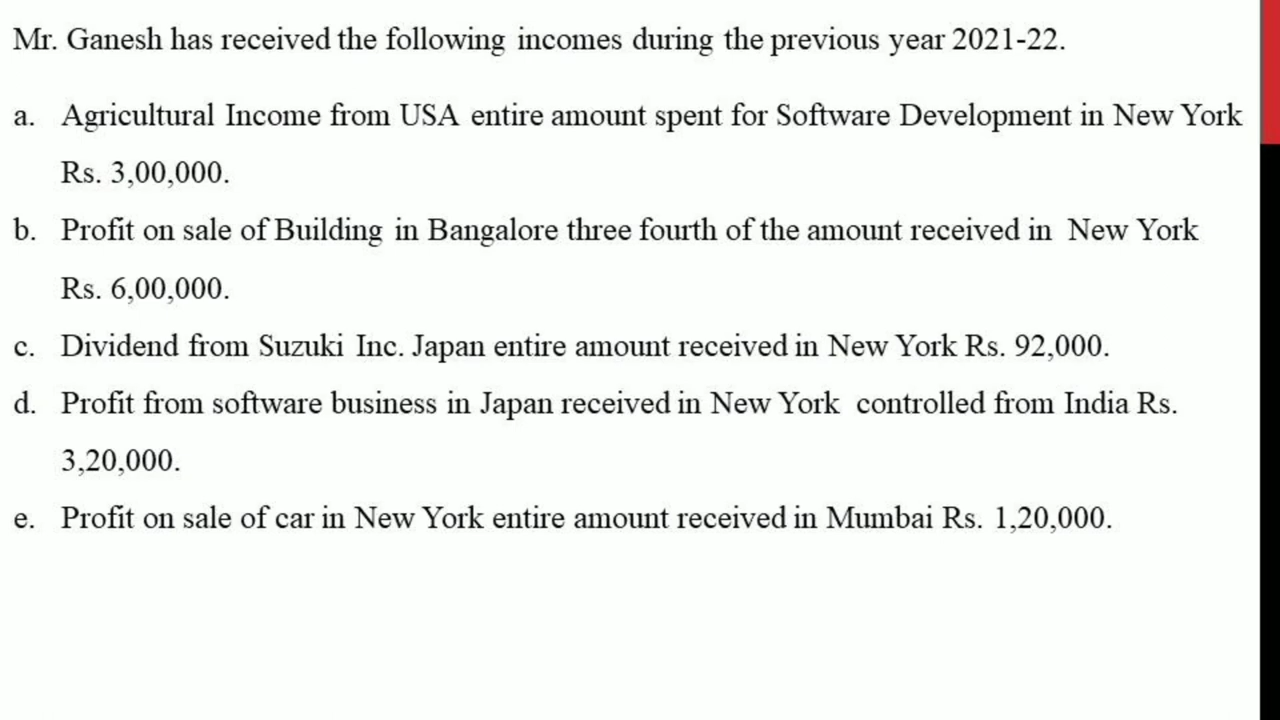 Mr. Ganesh has received the following incomes during the previous year 2021-22.
a. Agricultural Income from USA entire amount spent for Software Development in New York
Rs. 3,00,000.
b. Profit on sale of Building in Bangalore three fourth of the amount received in New York
Rs. 6,00,000.
c. Dividend from Suzuki Inc. Japan entire amount received in New York Rs. 92,000.
d. Profit from software business in Japan received in New York controlled from India Rs.
3,20,000.
e. Profit on sale of car in New York entire amount received in Mumbai Rs. 1,20,000.